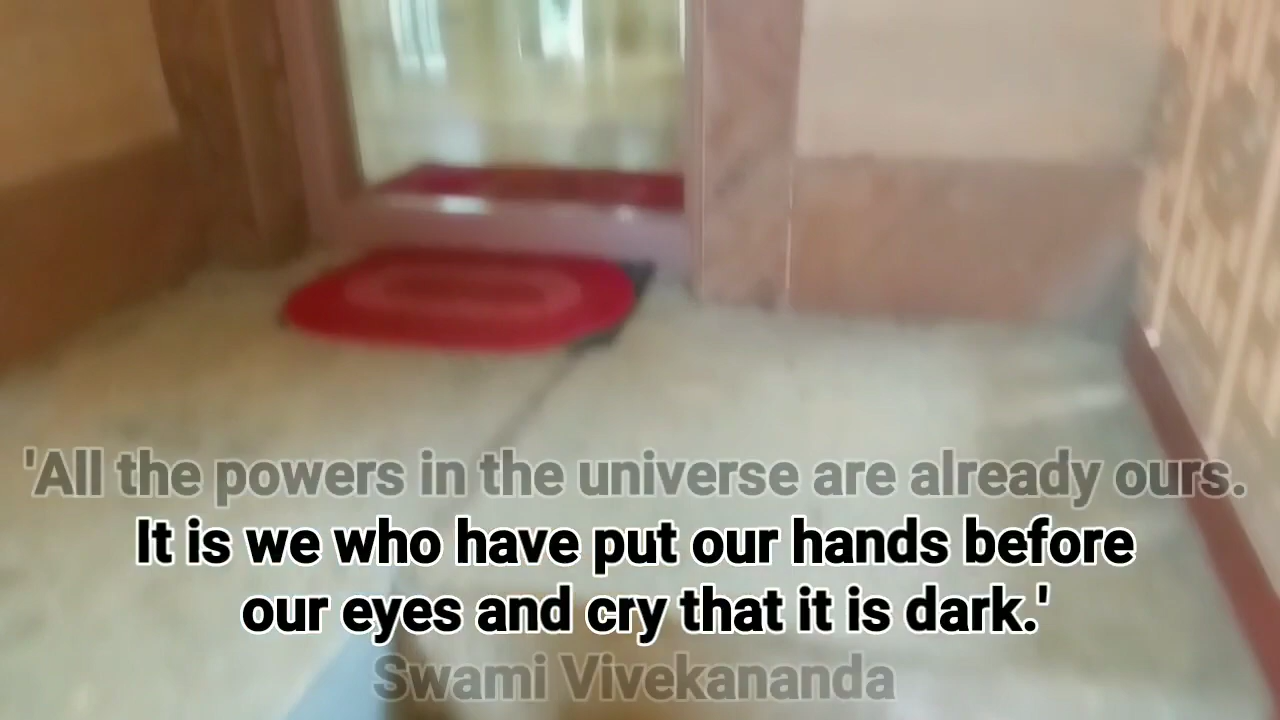 'All the powers in the universe are already ours.
It is we who have put our hands before
our eyes and cry that it is dark.'
Swami Vivekananda